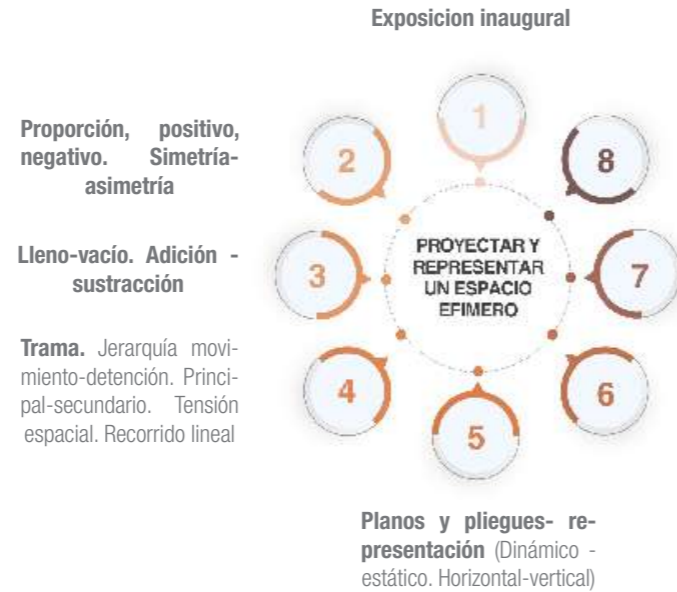 Exposicion inaugural
1
Proporción, positivo,
negativo. Simetría-
asimetría
2
8
Lleno-vacío. Adición -
sustracción
3
PROYECTAR Y
REPRESENTAR
UN ESPACIO
EFIMERO
7
Trama. Jerarquía movi-
miento-detención. Princi-
pal-secundario. Tensión
espacial. Recorrido lineal
4
6
5
Planos y pliegues- re-
presentación (Dinámico -
estático. Horizontal-vertical)